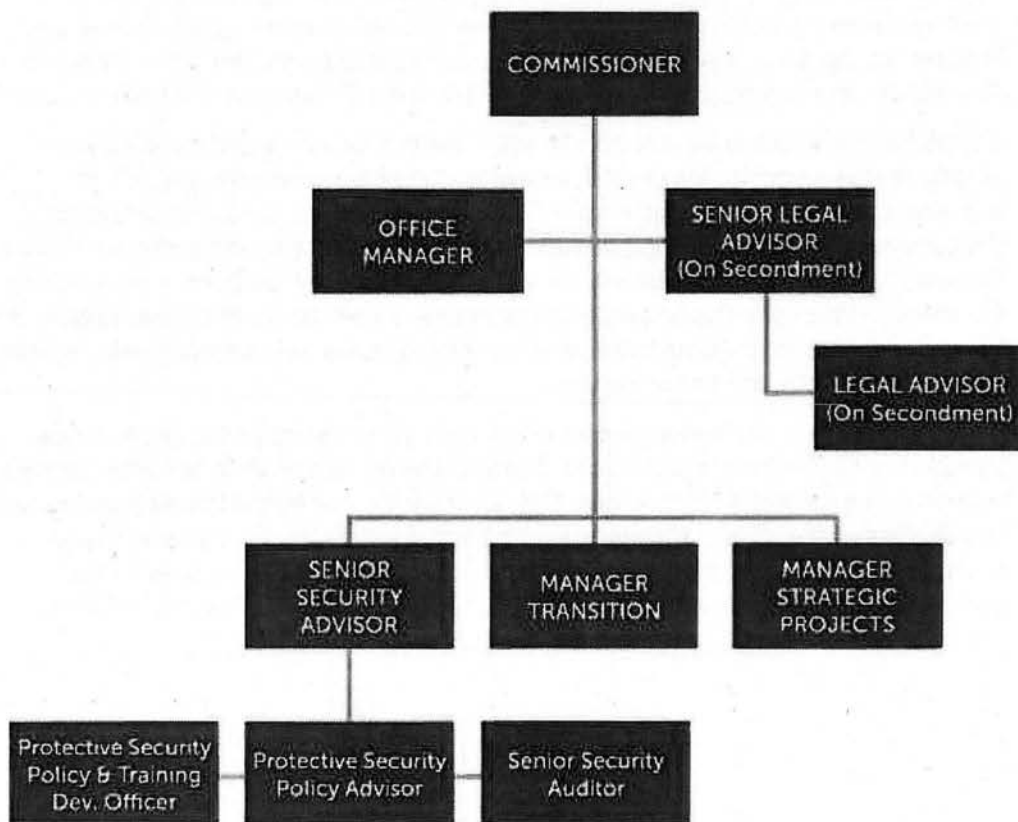 COMMISSIONER
OFFICE
MANAGER
SENIOR LEGAL
ADVISOR
(On Secondment)
LEGAL ADVISOR
(On Secondment)
SENIOR
SECURITY
ADVISOR
MANAGER
TRANSITION
MANAGER
STRATEGIC
PROJECTS
Protective Security
Policy & Training
Dev. Officer
Protective Security
Policy Advisor
Senior Security
Auditor